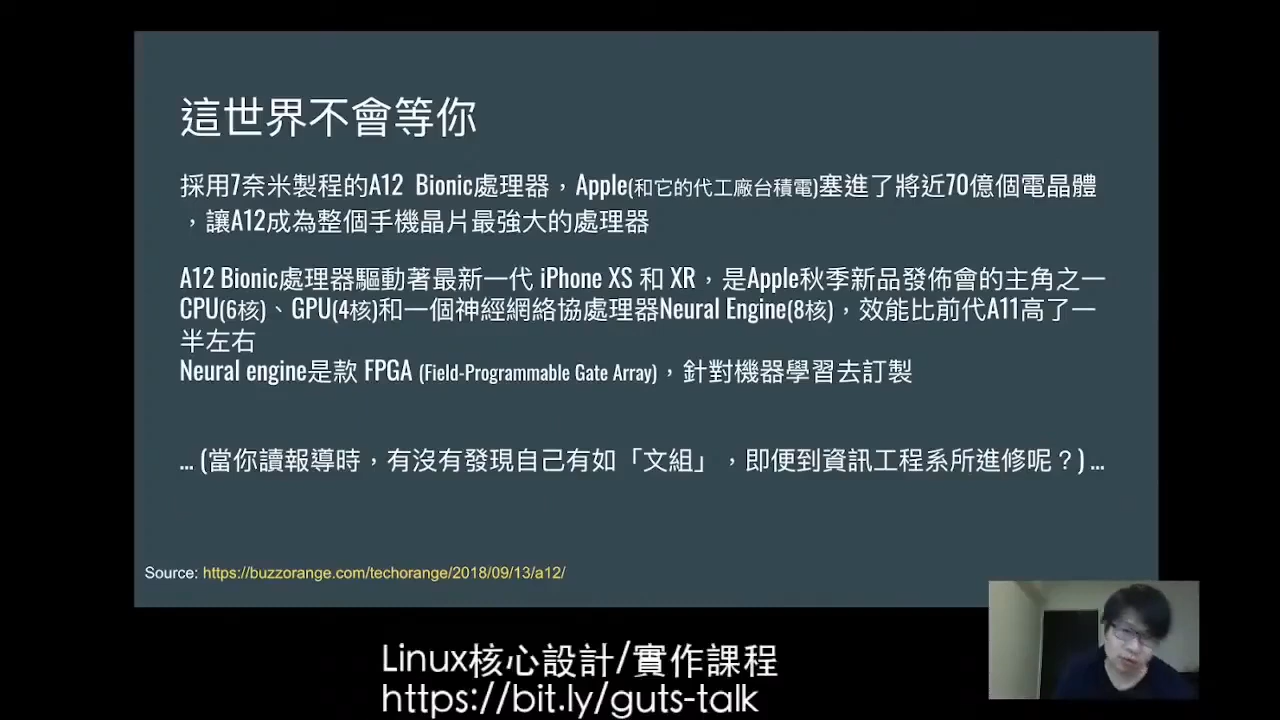 這世界不會等你
採用7奈米製程的A12 Bionic處理器，Apple(和它的代工廠台積電)塞進了將近70億個電晶體
，讓A12成為整個手機晶片最強大的處理器
A12 Bionic處理器驅動著最新一代 iPhone XS 和 XR，是Apple秋季新品發佈會的主角之一
CPU(6核)、GPU(4核)和一個神經網絡協處理器Neural Engine(8核)，效能比前代A11高了一
半左右
Neural engine是款 FPGA (Field-Programmable Gate Array)，針對機器學習去訂製
... (當你讀報導時，有沒有發現自己有如「文組」，即便到資訊工程系所進修呢？) ...
Source: https://buzzorange.com/techorange/2018/09/13/a12/
Linux核心設計/實作課程
https://bit.ly/guts-talk